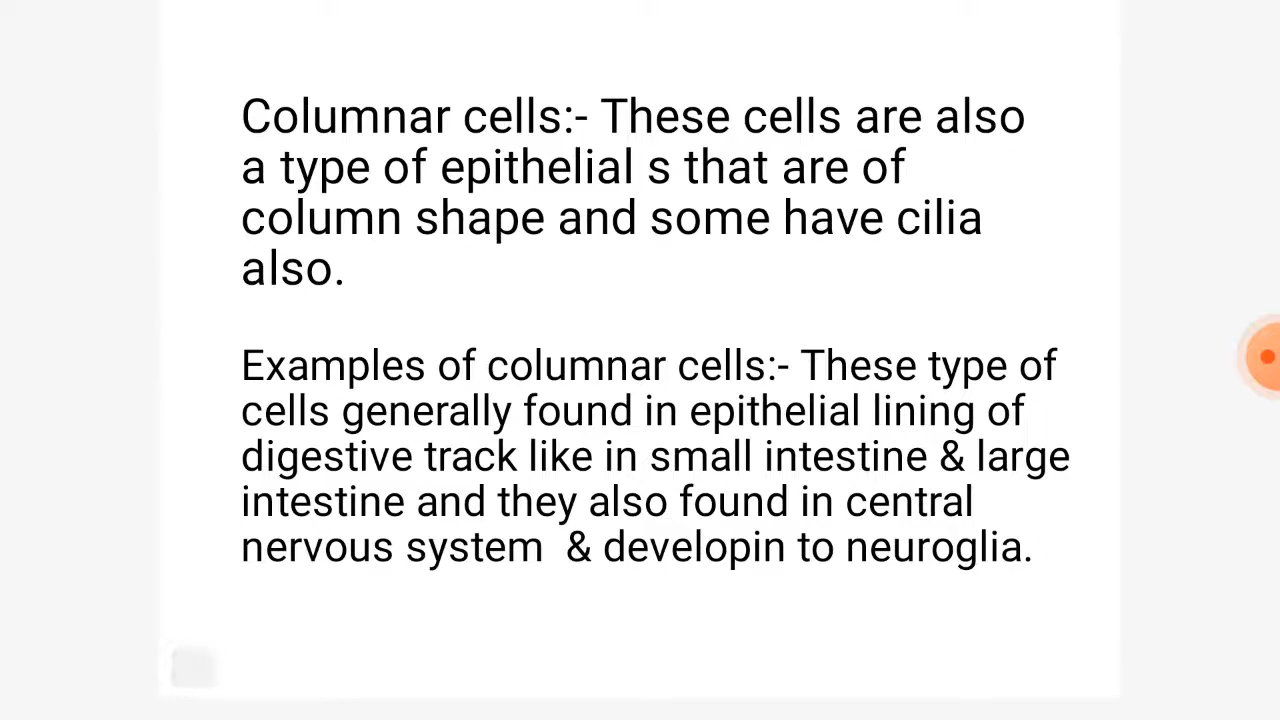 Columnar cells:- These cells are also
a type of epithelial s that are of
column shape and some have cilia
also.
Examples of columnar cells:- These type of
cells generally found in epithelial lining of
digestive track like in small intestine & large
intestine and they also found in central
nervous system  & developin to neuroglia.